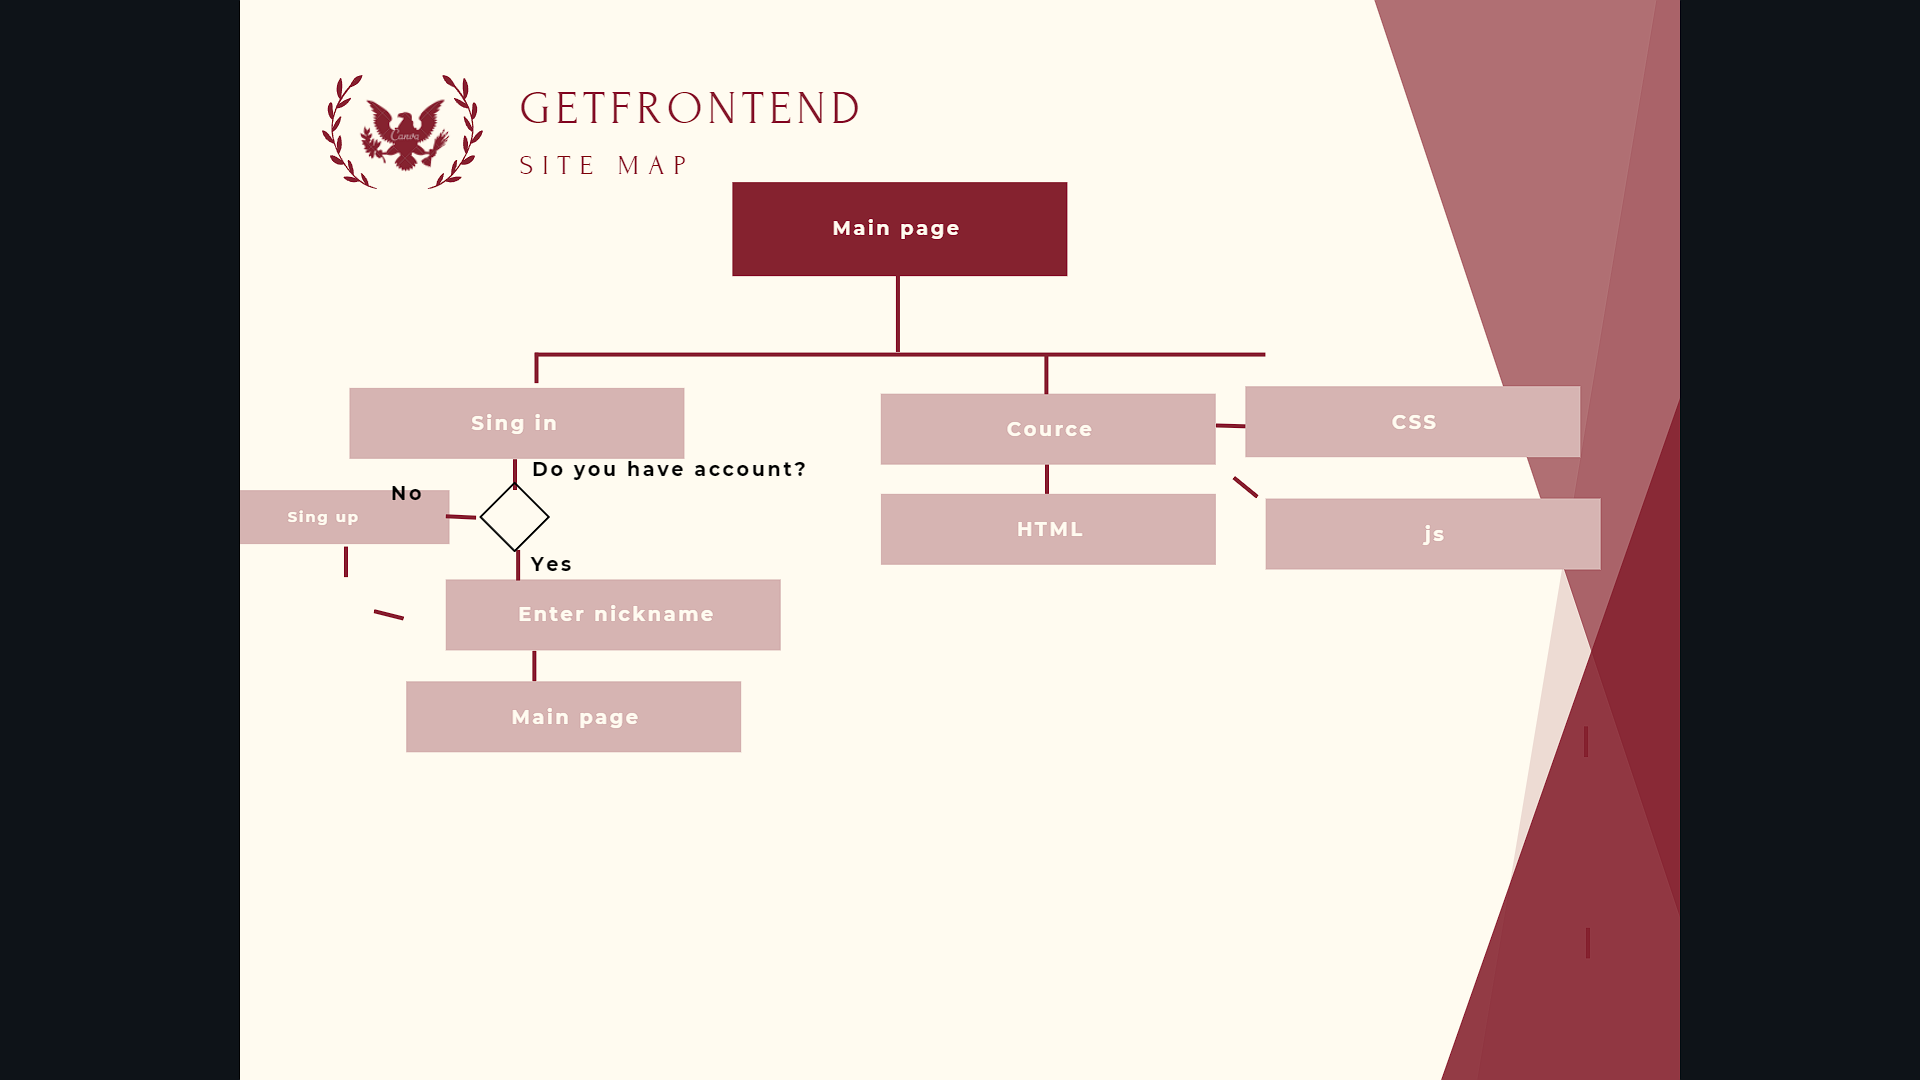 GETFRONTEND
SITE MAP
Canva
Main page
Sing in
Cource
CSS
Do you have account?
No
Sing up
HTML
js
Yes
Enter nickname
Main page